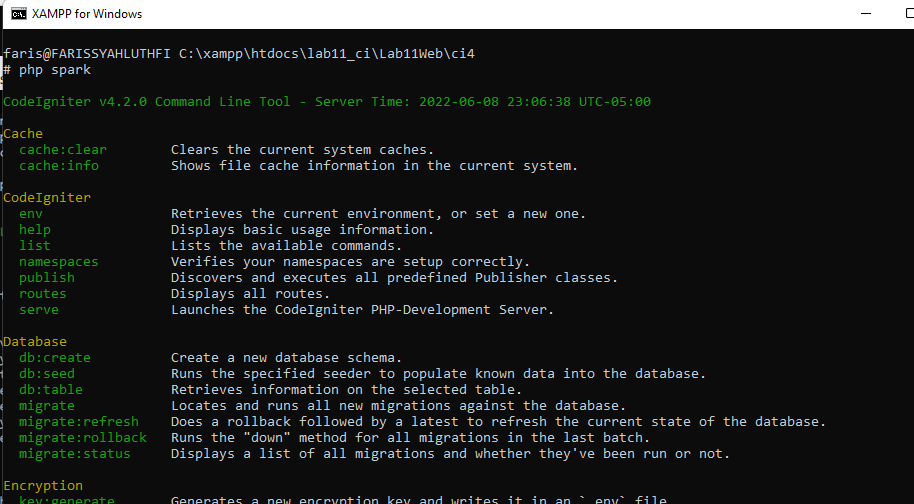 XAMPP for Windows
faris@FARISSYAHLUTHFI C:\xampp\htdocs\lab11_ci\Lab11Web\ci4
# php spark
CodeIgniter v4.2.0 Command Line Tool - Server Time: 2022-06-08 23:06:38 UTC-05:00
Cache
cache:clear Clears the current system caches.
cache:info Shows file cache information in the current system.
CodeIgniter
env Retrieves the current environment, or set a new one.
help Displays basic usage information.
list Lists the available commands.
namespaces Verifies your namespaces are setup correctly.
publish Discovers and executes all predefined Publisher classes.
routes Displays all routes.
serve Launches the CodeIgniter PHP-Development Server.
Database
db:create Create a new database schema.
db:seed Runs the specified seeder to populate known data into the database.
db:table Retrieves information on the selected table.
migrate Locates and runs all new migrations against the database.
migrate:refresh Does a rollback followed by a latest to refresh the current state of the database.
migrate:rollback Runs the "down" method for all migrations in the last batch.
migrate:status Displays a list of all migrations and whether they've been run or not.
Encryption
key:generate Generates a new encryption key and writes it in an `.env` file.